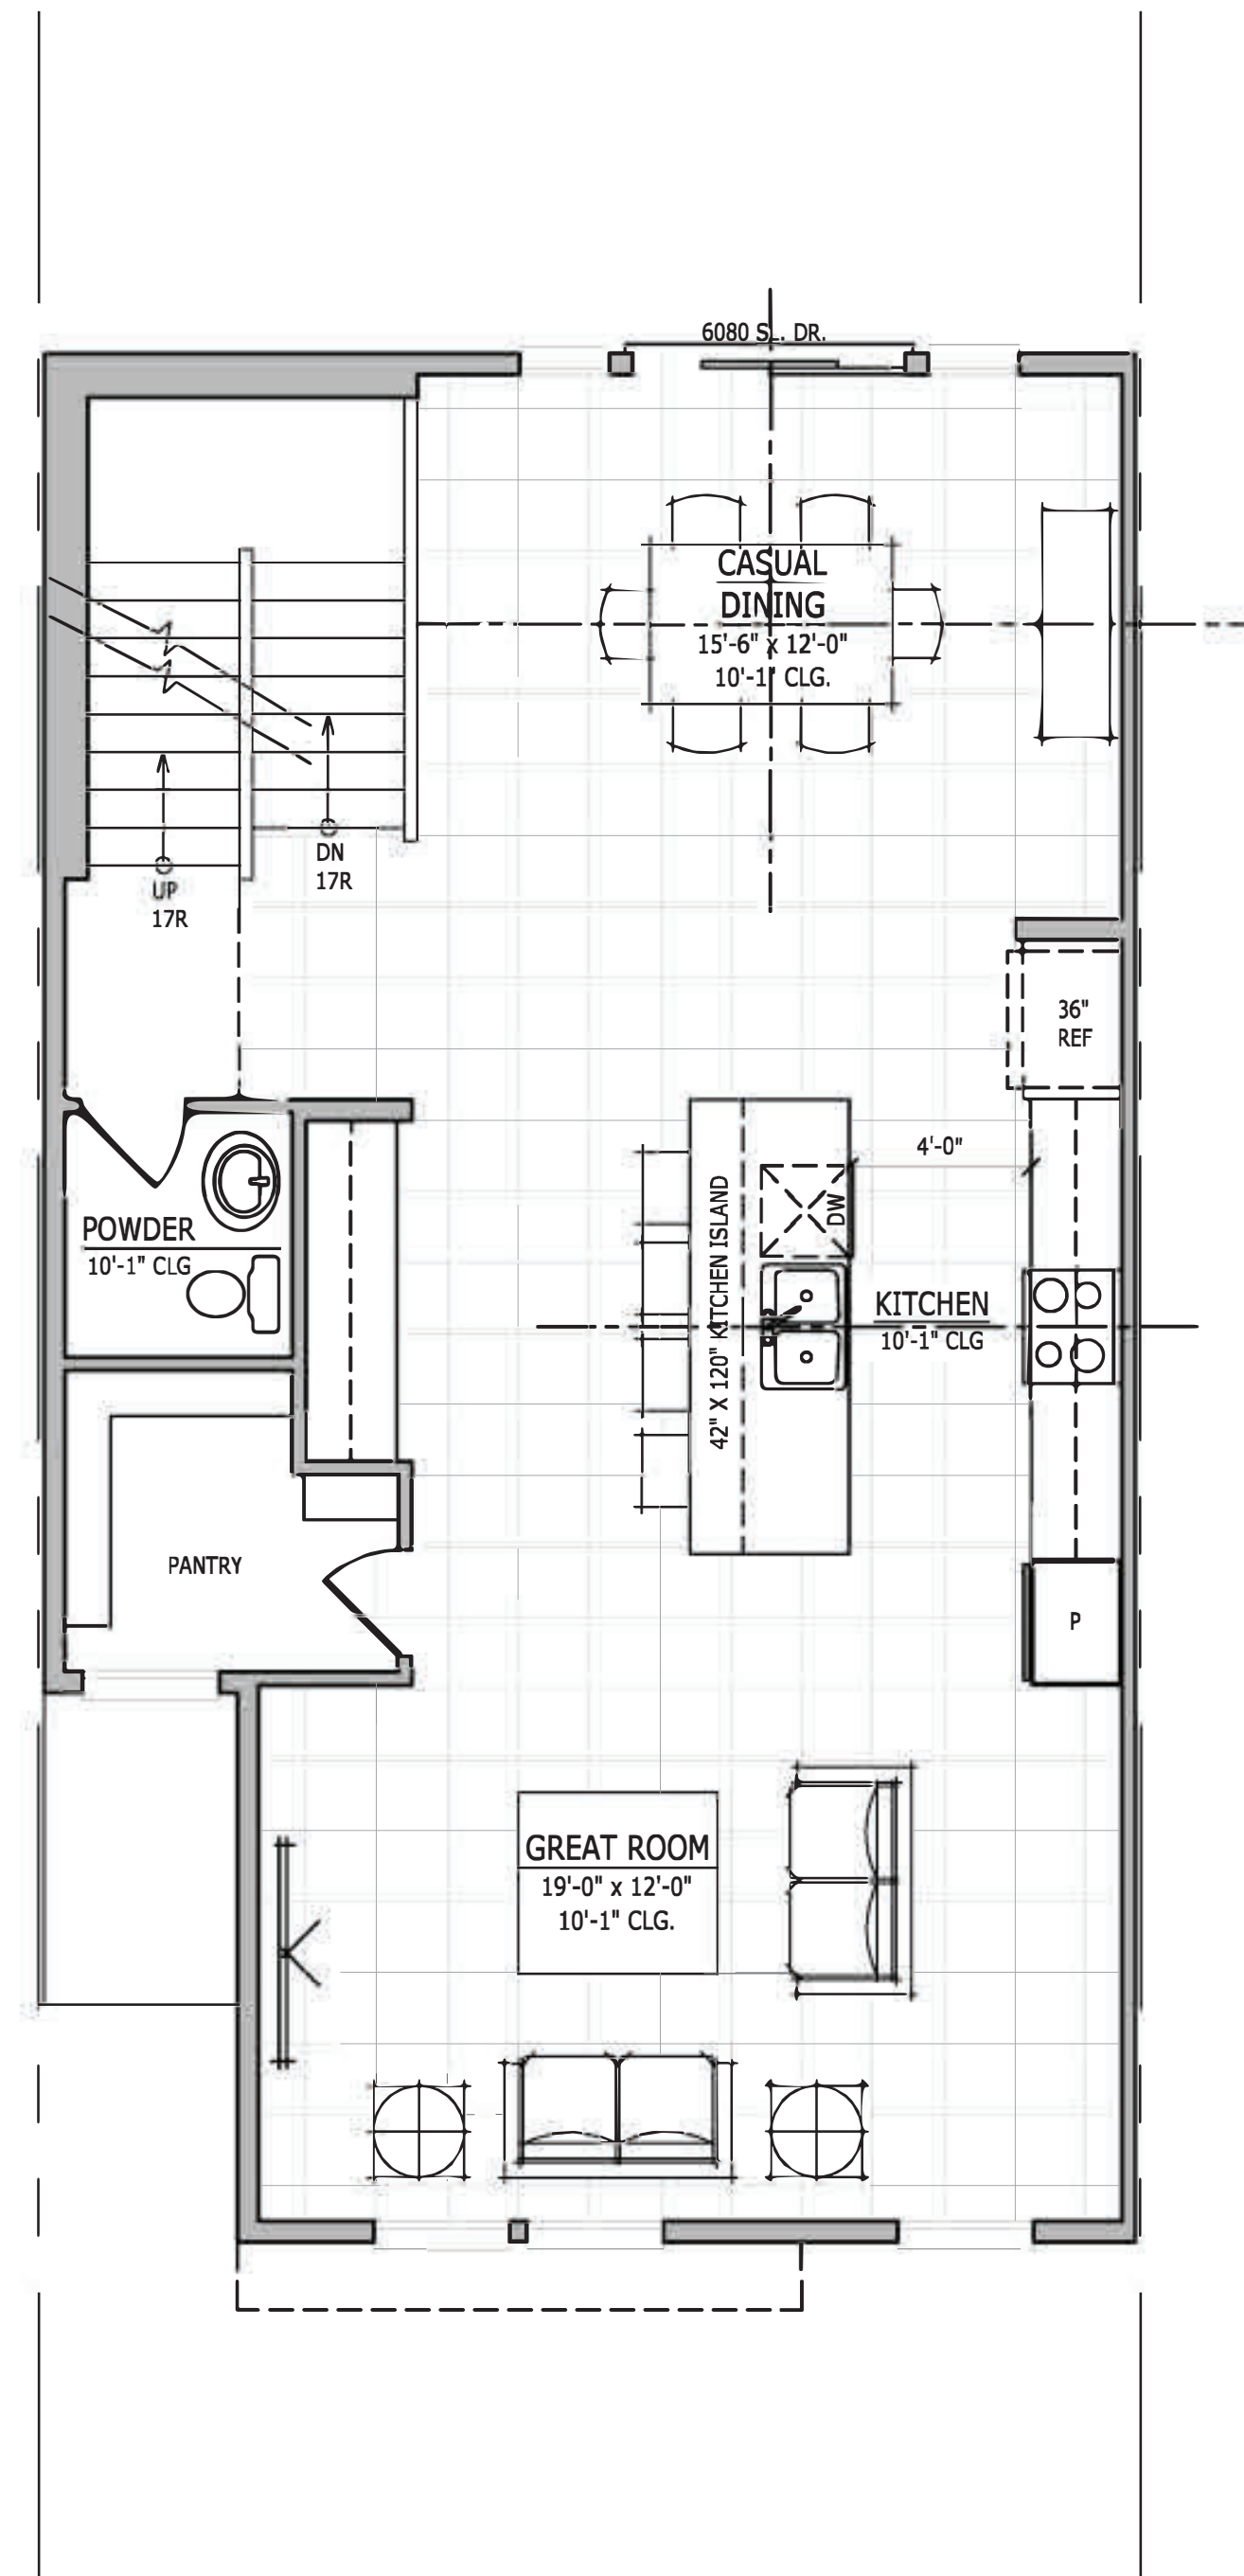 6080 SL. DR.
CASUAL
DINING
15'-6" x 12'-0"
10'-1" CLG.
DN
17R
UP
17R
36"
REF
4'-0"
DW
42" X 120" KITCHEN ISLAND
POWDER
10'-1" CLG
KITCHEN
10'-1" CLG
PANTRY
P
GREAT ROOM
19'-0" x 12'-0"
10'-1" CLG.